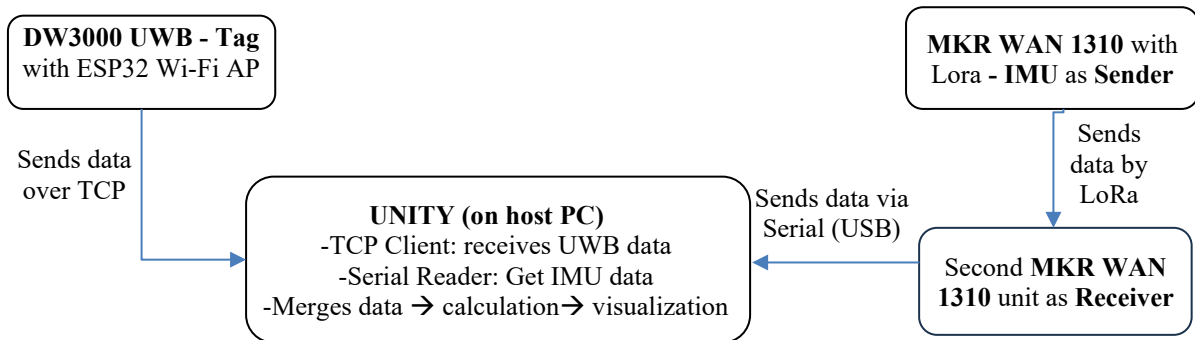 DW3000 UWB - Tag
with ESP32 Wi-Fi AP
MKR WAN 1310 with
Lora - IMU as Sender
Sends data
over TCP
Sends
data by
LoRa
UNITY (on host PC)
-TCP Client: receives UWB data
-Serial Reader: Get IMU data
-Merges data → calculation→ visualization
Sends data via
Serial (USB)
Second MKR WAN
1310 unit as Receiver